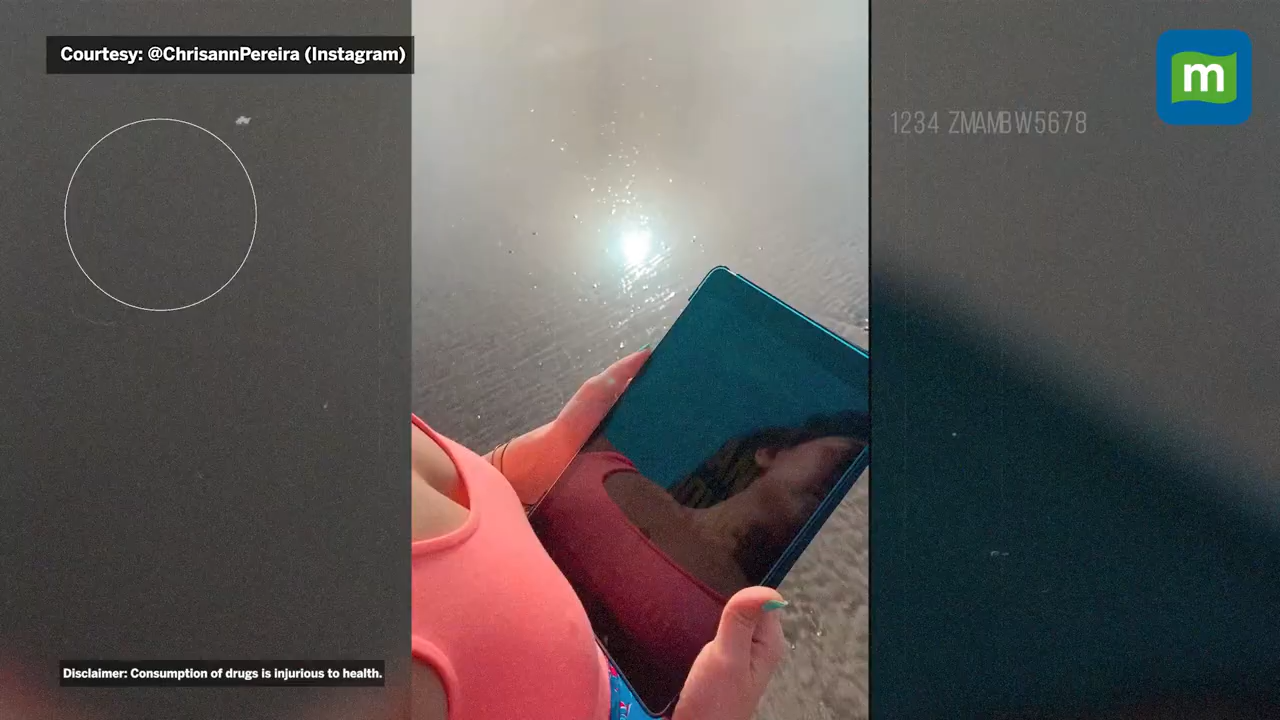 Courtesy: @ChrisannPereira (Instagram)
m
1234 ZMAMBW5678
Disclaimer: Consumption of drugs is injurious to health.